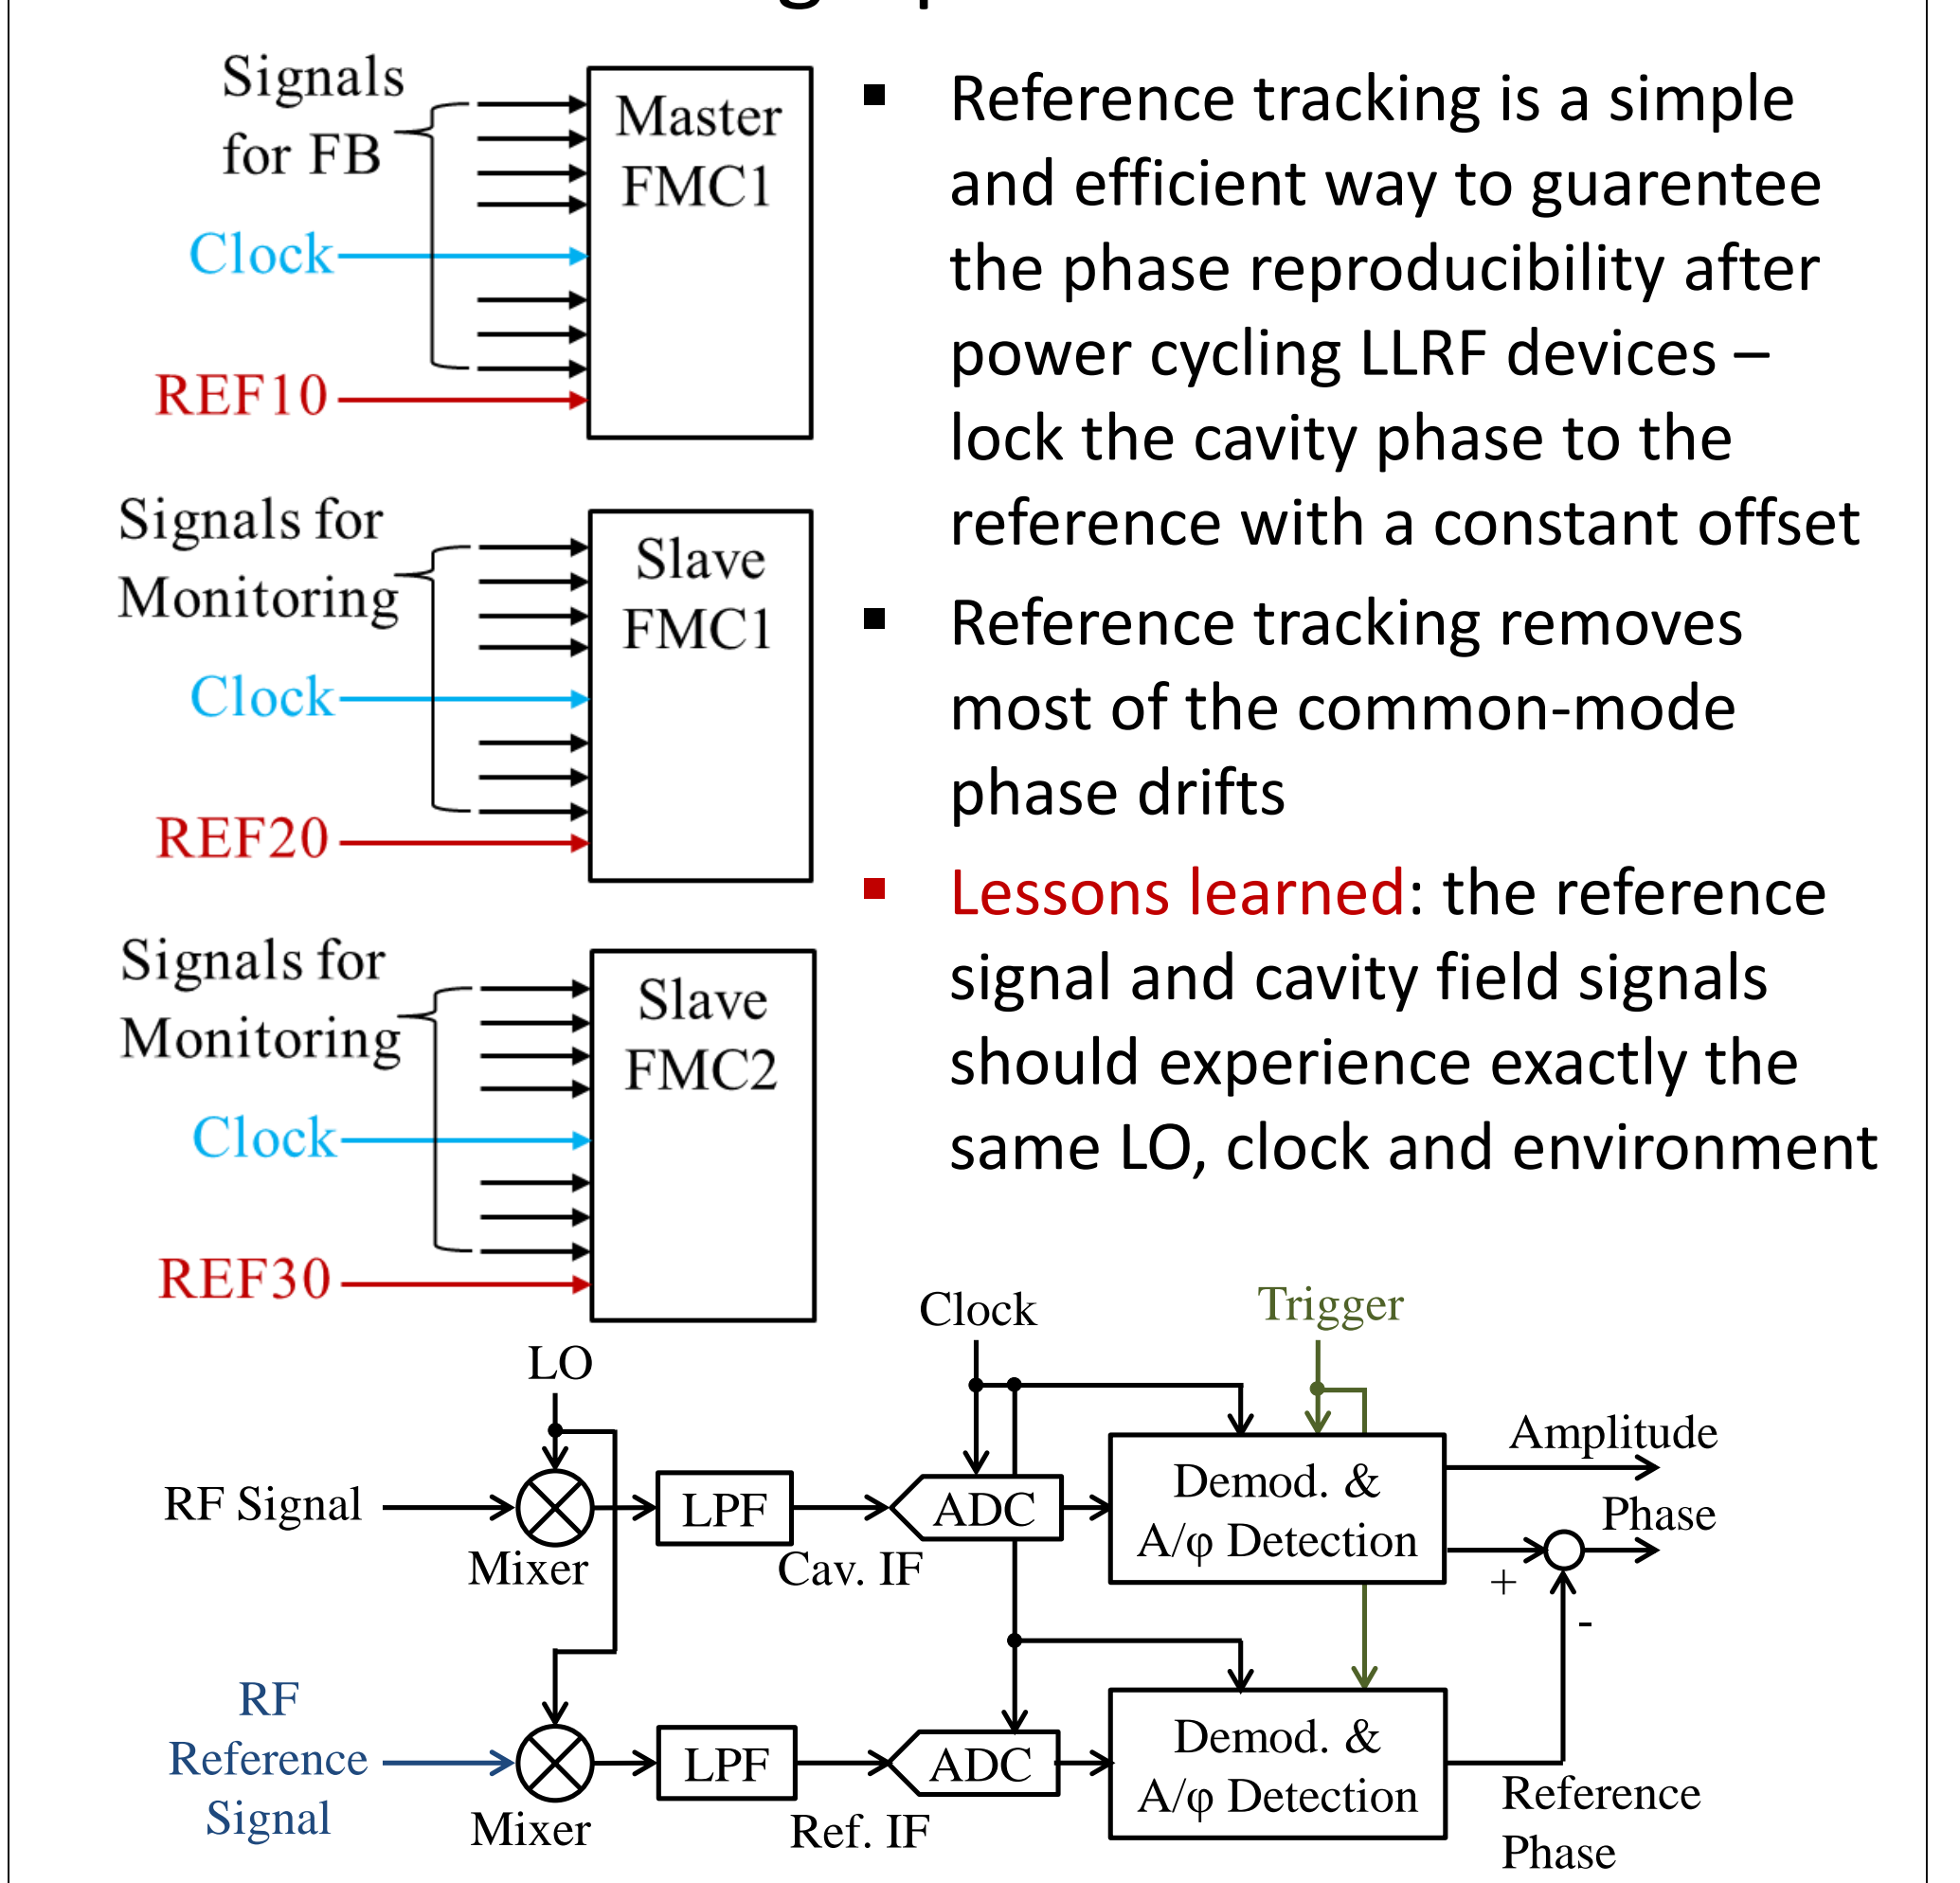 Signals
for FB
Master
FMC1
Clock
REF10
Signals for
Monitoring
Slave
FMC1
Clock
REF20
Signals for
Monitoring
Slave
FMC2
Clock
REF30
▪ Reference tracking is a simple
and efficient way to guarentee
the phase reproducibility after
power cycling LLRF devices –
lock the cavity phase to the
reference with a constant offset
▪ Reference tracking removes
most of the common-mode
phase drifts
▪ Lessons learned: the reference
signal and cavity field signals
should experience exactly the
same LO, clock and environment
LO
Clock
Trigger
RF Signal
Mixer
LPF
Cav. IF
ADC
Demod. &
A/φ Detection
Amplitude
Phase
+
-
RF
Reference
Signal
Mixer
LPF
Ref. IF
ADC
Demod. &
A/φ Detection
Reference
Phase